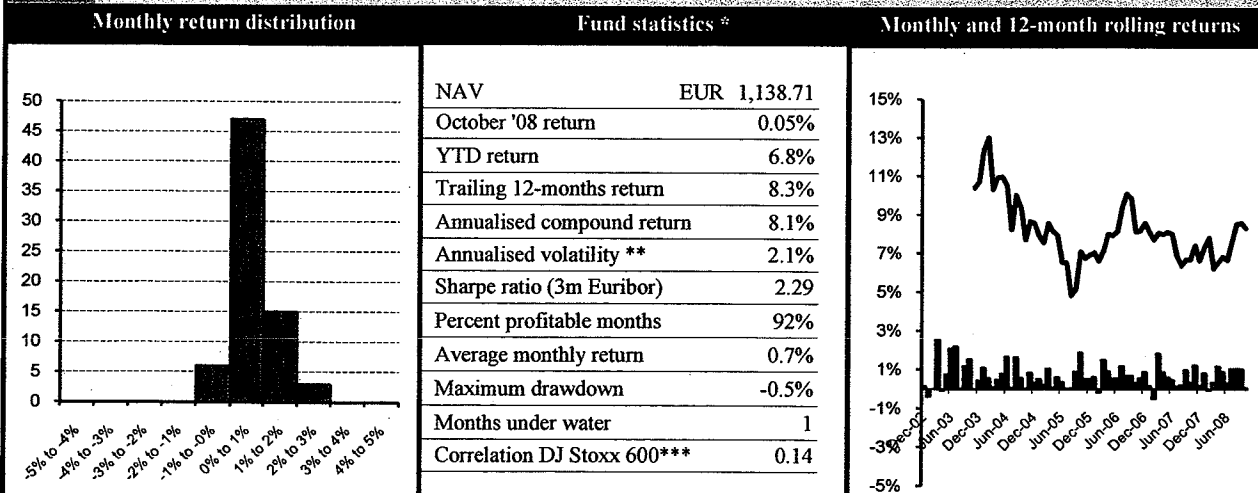 Monthly return distribution
50
45
40
35
30
25
20
15
10
5
0
-5% to -4%
-4% to -3%
-3% to -2%
-2% to -1%
-1% to -0%
0% to 1%
1% to 2%
2% to 3%
3% to 4%
4% to 5%
Fund statistics *
NAV EUR 1,138.71
October '08 return 0.05%
YTD return 6.8%
Trailing 12-months return 8.3%
Annualised compound return 8.1%
Annualised volatility ** 2.1%
Sharpe ratio (3m Euribor) 2.29
Percent profitable months 92%
Average monthly return 0.7%
Maximum drawdown -0.5%
Months under water 1
Correlation DJ Stoxx 600*** 0.14
Monthly and 12-month rolling returns
15%
13%
11%
9%
7%
5%
3%
1%
-1%
-3%
-5%
Dec-02
Jun-03
Dec-03
Jun-04
Dec-04
Jun-05
Dec-05
Jun-06
Dec-06
Jun-07
Dec-07
Jun-08